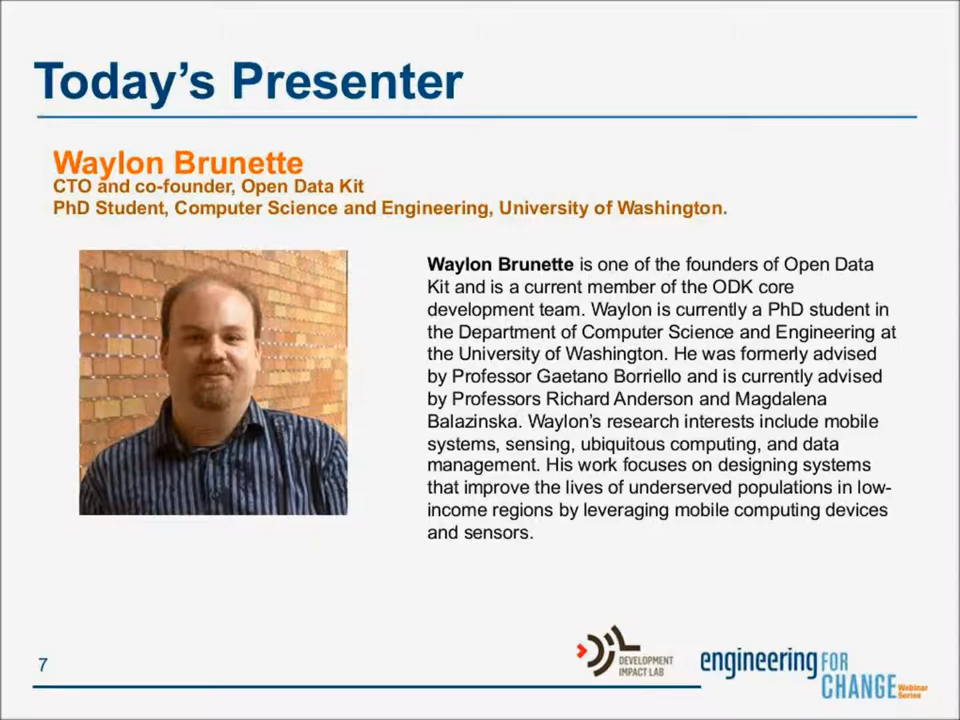 Today's Presenter
Waylon Brunette
CTO and co-founder, Open Data Kit
PhD Student, Computer Science and Engineering, University of Washington.
Waylon Brunette is one of the founders of Open Data
Kit and is a current member of the ODK core
development team. Waylon is currently a PhD student in
the Department of Computer Science and Engineering at
the University of Washington. He was formerly advised
by Professor Gaetano Borriello and is currently advised
by Professors Richard Anderson and Magdalena
Balazinska. Waylon's research interests include mobile
systems, sensing, ubiquitous computing, and data
management. His work focuses on designing systems
that improve the lives of underserved populations in low-
income regions by leveraging mobile computing devices
and sensors.
7
DEVELOPMENT
IMPACT LAB
engineering FOR
CHANGE Webinar
Series